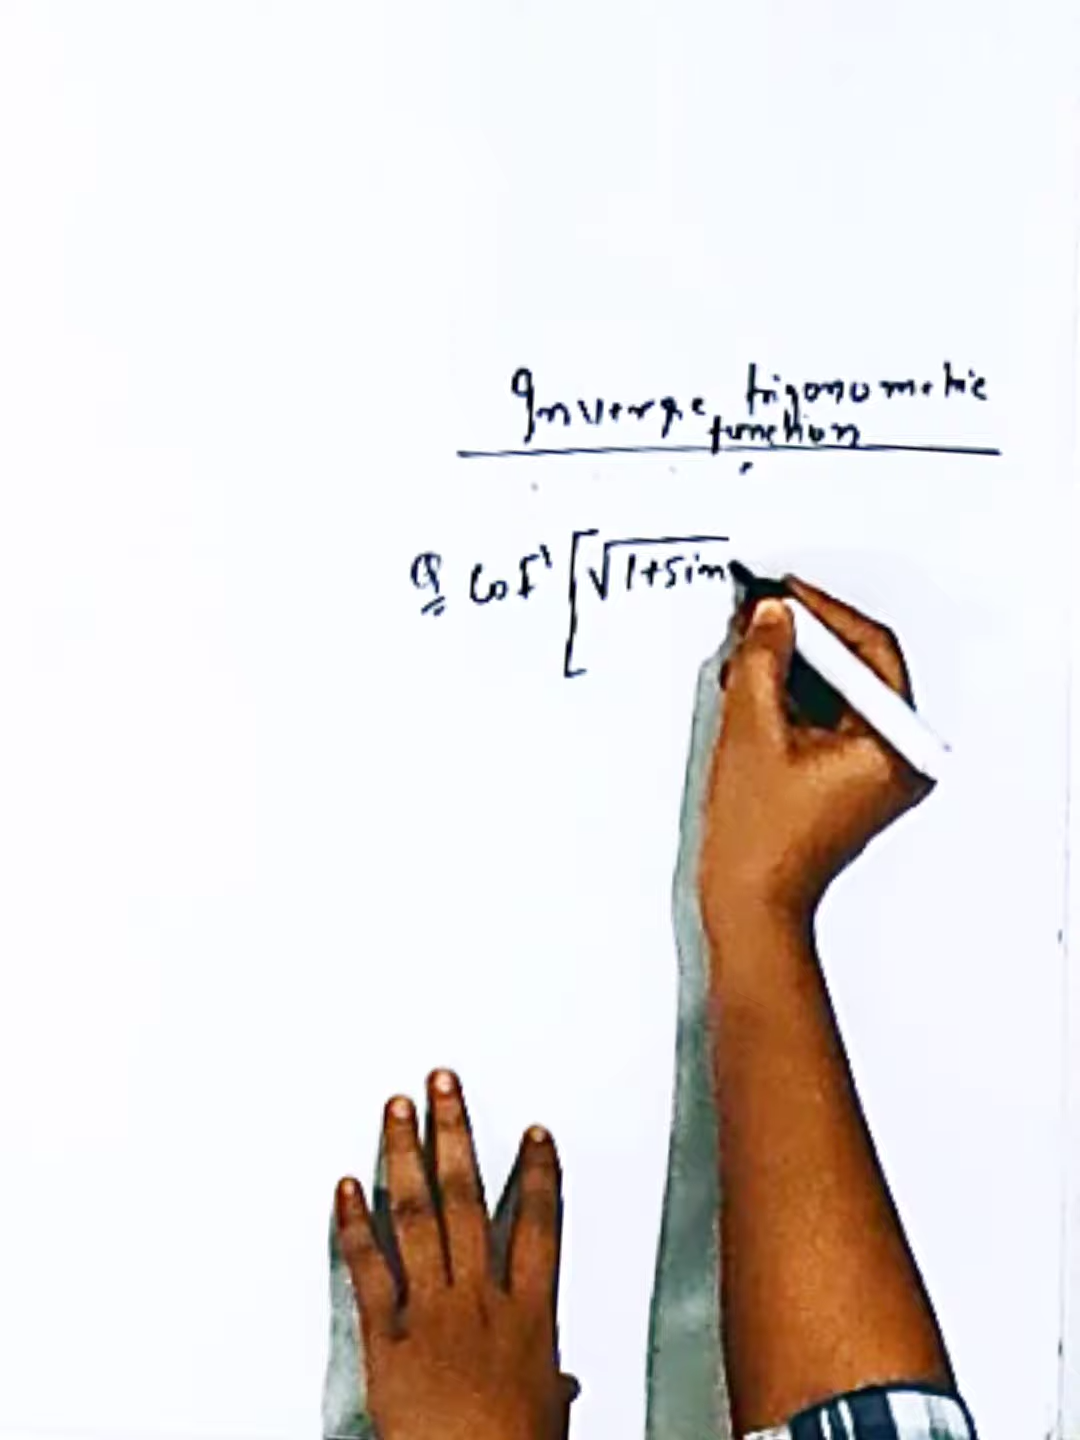 Inverse trigonometric
function
Q cos⁻¹ [√1+sin